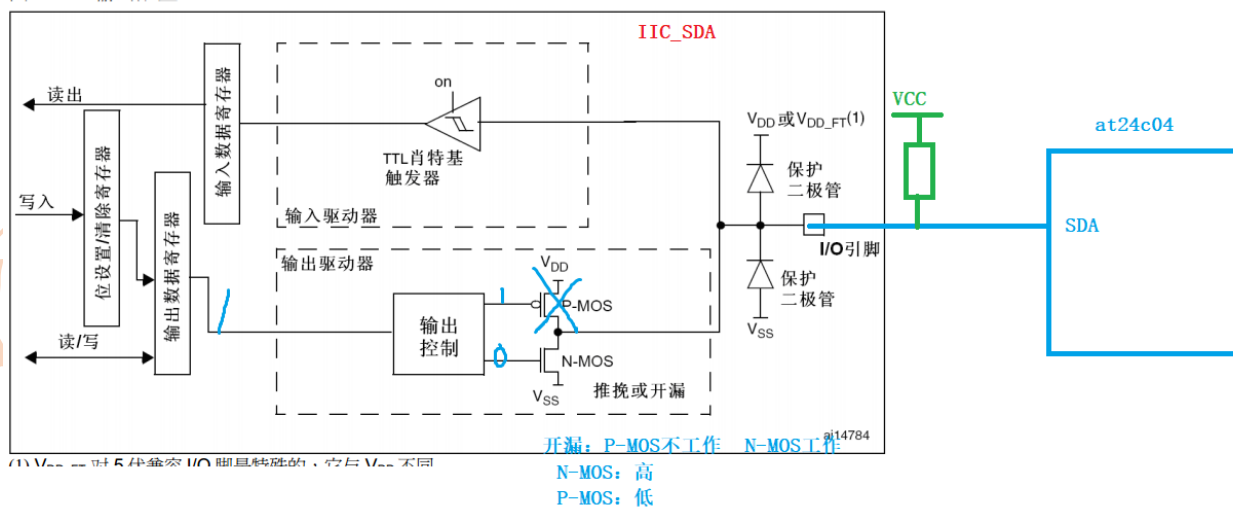 IIC_SDA
on
读出
输入数据寄存器
TTL肖特基
触发器
VDD或VDD_FT(1)
保护
二极管
VCC
at24c04
写入
位设置/清除寄存器
输出数据寄存器
输入驱动器
I/O引脚
SDA
输出驱动器
VDD
1
P-MOS
保护
二极管
1
输出
控制
VSS
读/写
0
N-MOS
VSS
推挽或开漏
ai14784
开漏：P-MOS不工作 N-MOS工作
N-MOS：高
P-MOS：低